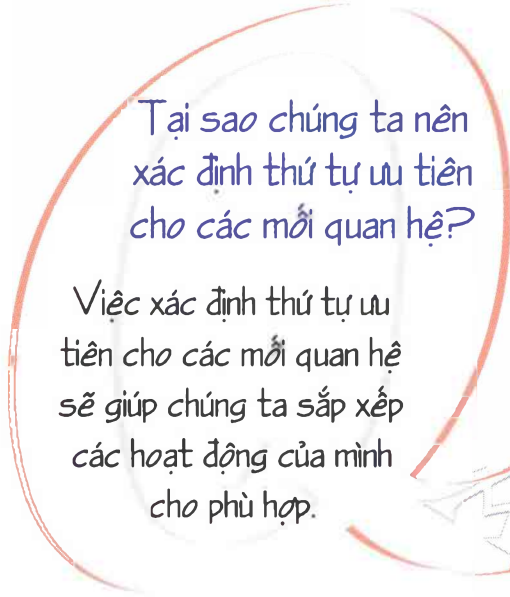 Tại sao chúng ta nên
xác định thứ tự ưu tiên
cho các mối quan hệ?
Việc xác định thứ tự ưu
tiên cho các mối quan hệ
sẽ giúp chúng ta sắp xếp
các hoạt động của mình
cho phù hợp.